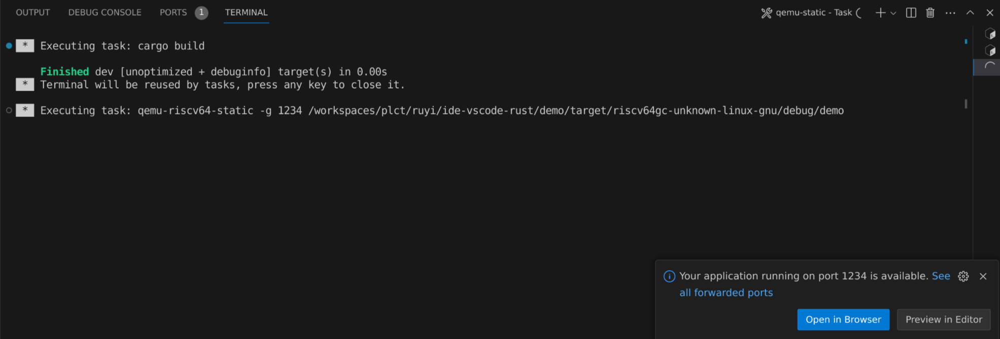 OUTPUT DEBUG CONSOLE PORTS 1 TERMINAL qemu-static - Task
* Executing task: cargo build
Finished dev [unoptimized + debuginfo] target(s) in 0.00s
* Terminal will be reused by tasks, press any key to close it.
* Executing task: qemu-riscv64-static -g 1234 /workspaces/plct/ruyi/ide-vscode-rust/demo/target/riscv64gc-unknown-linux-gnu/debug/demo
Your application running on port 1234 is available. See
all forwarded ports
Open in Browser Preview in Editor